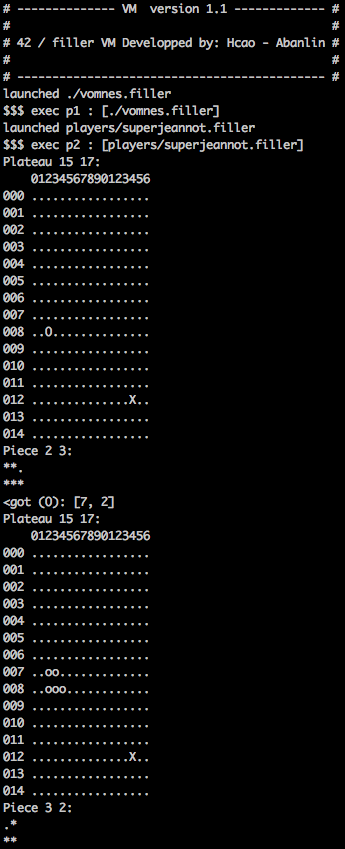 # -------------- VM  version 1.1 ------------- #
#                                              #
# 42 / filler VM Developped by: Hcao - Abanlin #
#                                              #
# -------------------------------------------- #
launched ./vomnes.filler
$$$ exec p1 : [./vomnes.filler]
launched players/superjeannot.filler
$$$ exec p2 : [players/superjeannot.filler]
Plateau 15 17:
    01234567890123456
000 .................
001 .................
002 .................
003 .................
004 .................
005 .................
006 .................
007 .................
008 ..O..............
009 .................
010 .................
011 .................
012 ..............X..
013 .................
014 .................
Piece 2 3:
**.
***
<got (O): [7, 2]
Plateau 15 17:
    01234567890123456
000 .................
001 .................
002 .................
003 .................
004 .................
005 .................
006 .................
007 ..oo.............
008 ..ooo............
009 .................
010 .................
011 .................
012 ..............X..
013 .................
014 .................
Piece 3 2:
.*
**